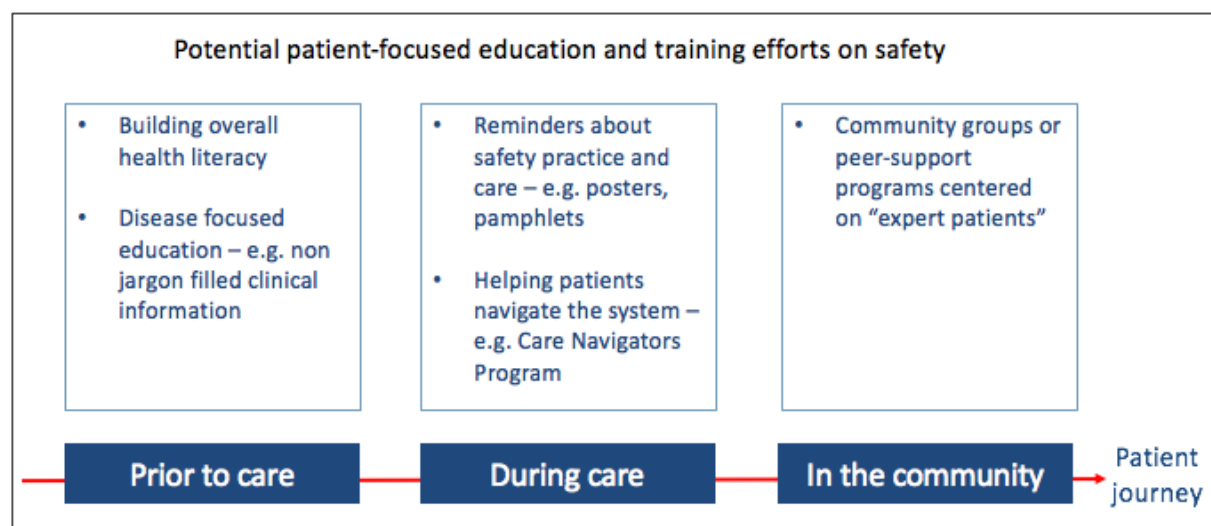 Potential patient-focused education and training efforts on safety
• Building overall
health literacy
• Disease focused
education – e.g. non
jargon filled clinical
information
• Reminders about
safety practice and
care – e.g. posters,
pamphlets
• Helping patients
navigate the system –
e.g. Care Navigators
Program
• Community groups or
peer-support
programs centered
on “expert patients”
Prior to care
During care
In the community
Patient
journey